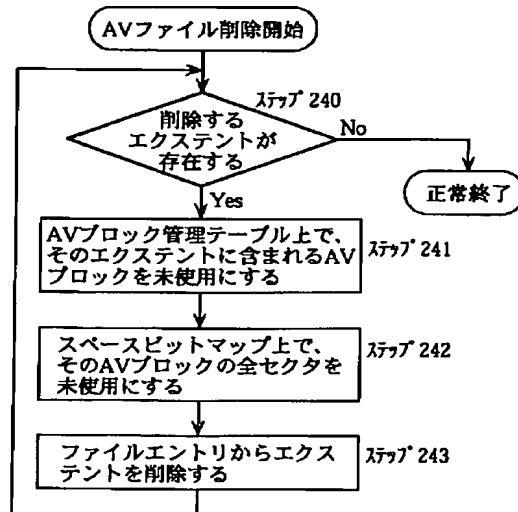 AVファイル削除開始
ステップ 240
削除する
エクステントが
存在する
No
正常終了
Yes
AVブロック管理テーブル上で、
そのエクステントに含まれるAV
ブロックを未使用にする
ステップ 241
スペースビットマップ上で、
そのAVブロックの全セクタを
未使用にする
ステップ 242
ファイルエントリからエクス
テントを削除する
ステップ 243